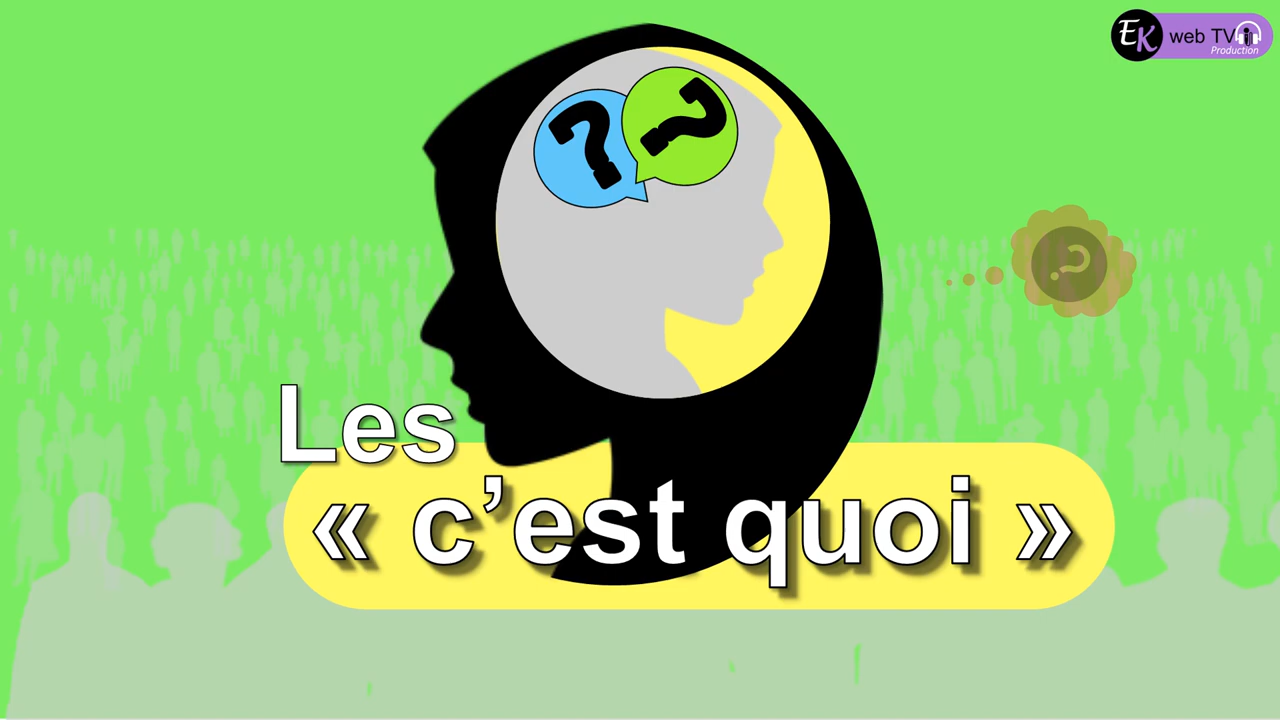 EK web TV
Production
? ?
?
Les
« c’est quoi »